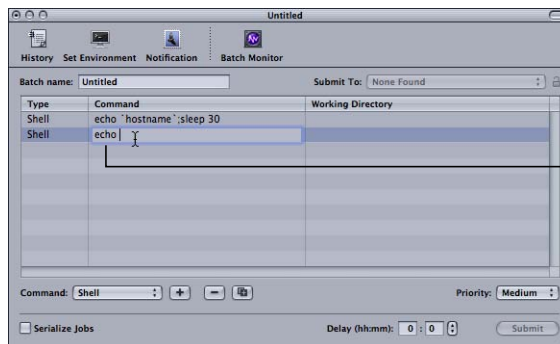 Untitled
History Set Environment Notification Batch Monitor
Batch name: Untitled Submit To: None Found
Type Command Working Directory
Shell echo `hostname`;sleep 30
Shell echo
Command: Shell + − Priority: Medium
Serialize Jobs Delay (hh:mm): 0 : 0 Submit